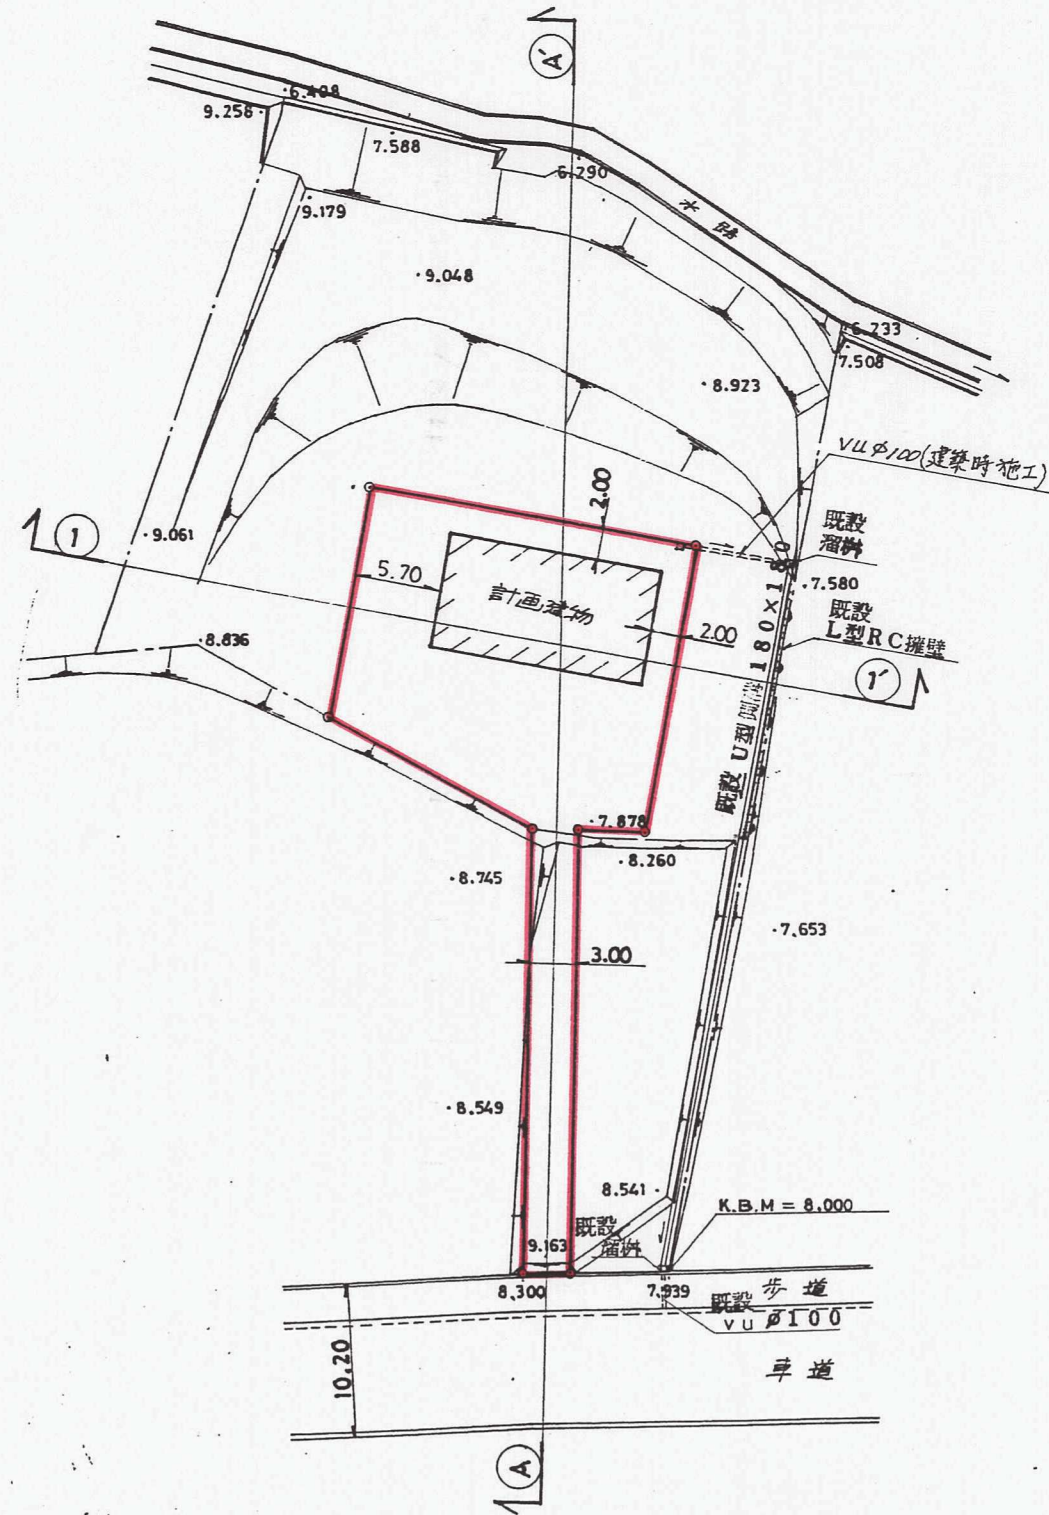 A'
6.408
9.258
7.588
6.290
水路
9.179
9.048
6.233
7.508
8.923
VUφ100(建築時施工)
2.00
既設
溜桝
1
9.061
5.70
計画建物
7.580
既設
L型RC擁壁
2.00
8.836
1'
既設 U型側溝 180×180
7.878
8.260
8.745
7.653
3.00
8.549
8.541
K.B.M = 8.000
既設
溜桝
9.163
8.300
7.939
歩道
既設
vu φ100
10.20
車道
A